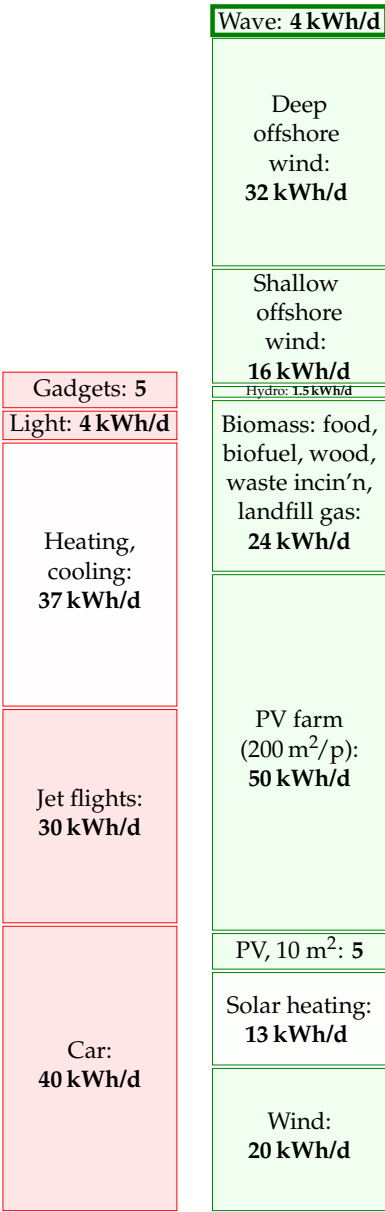 Gadgets: 5
Light: 4 kWh/d
Heating,
cooling:
37 kWh/d
Jet flights:
30 kWh/d
Car:
40 kWh/d
Wave: 4 kWh/d
Deep
offshore
wind:
32 kWh/d
Shallow
offshore
wind:
16 kWh/d
Hydro: 1.5 kWh/d
Biomass: food,
biofuel, wood,
waste incin’n,
landfill gas:
24 kWh/d
PV farm
(200 m²/p):
50 kWh/d
PV, 10 m²: 5
Solar heating:
13 kWh/d
Wind:
20 kWh/d